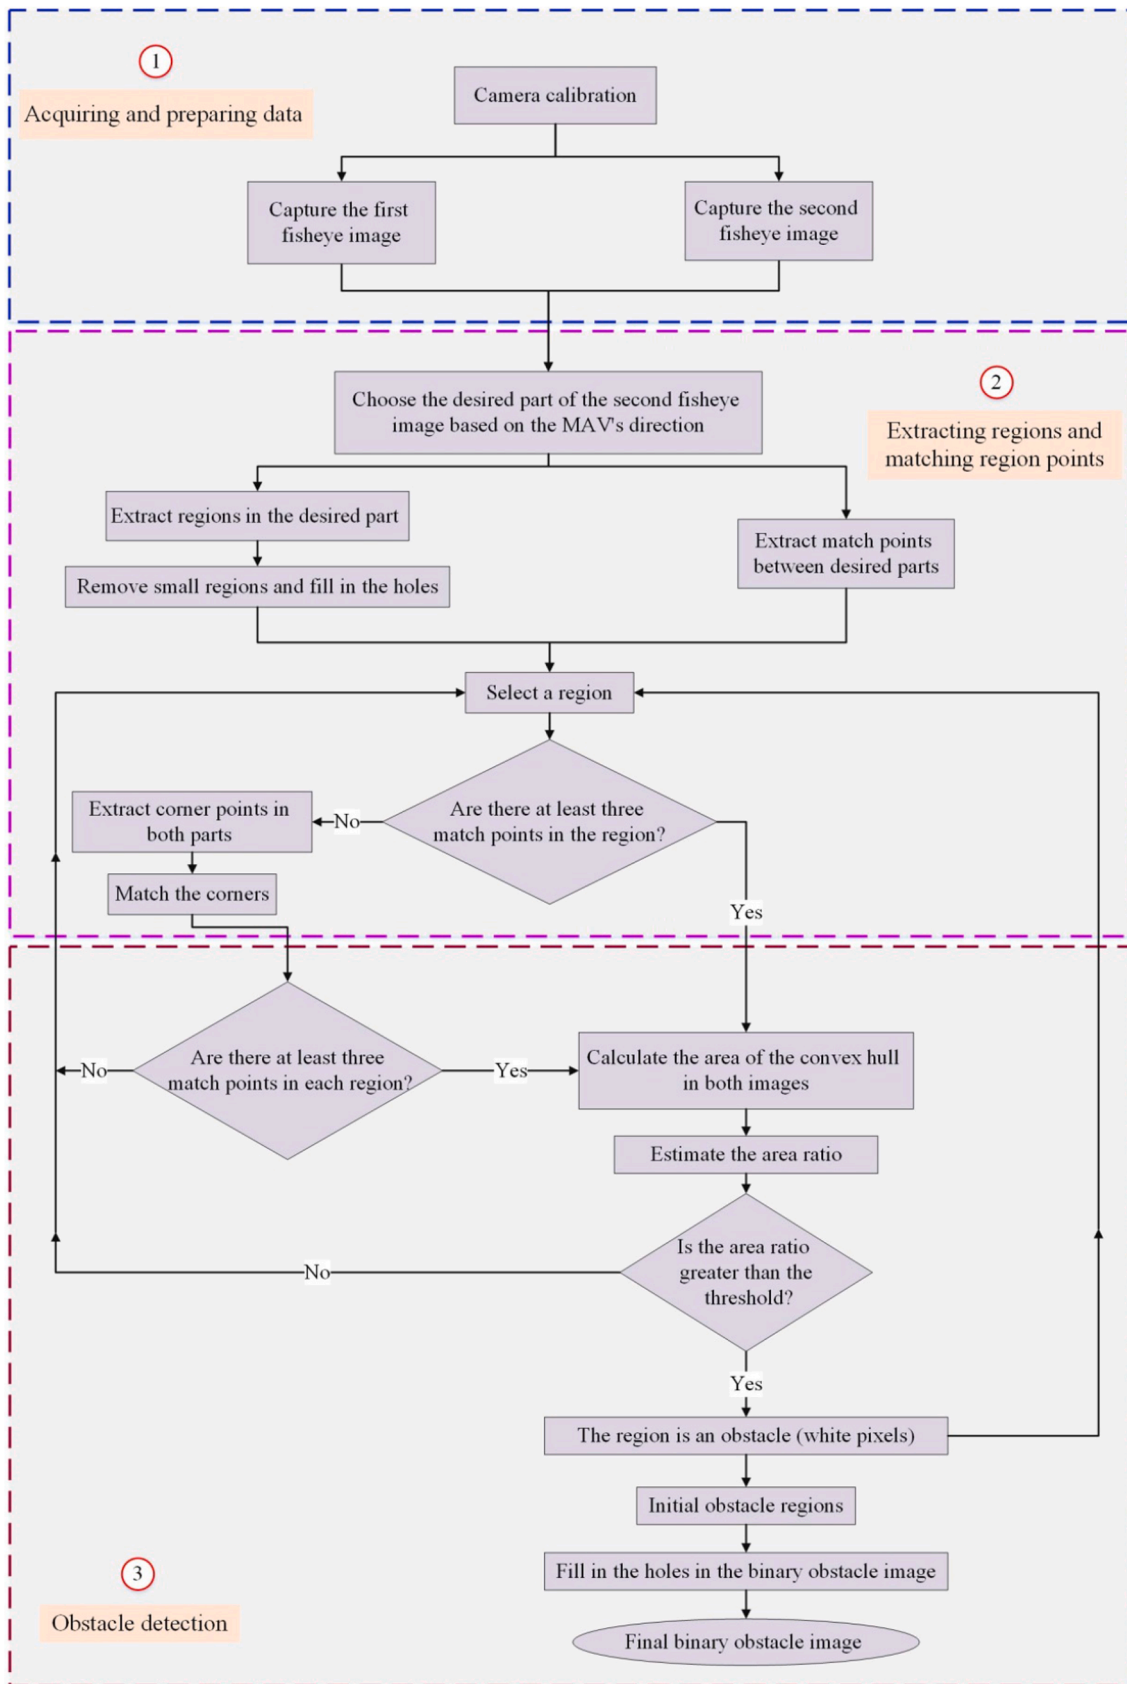 1
Acquiring and preparing data
Camera calibration
Capture the first
fisheye image
Capture the second
fisheye image
2
Extracting regions and
matching region points
Choose the desired part of the second fisheye
image based on the MAV's direction
Extract regions in the desired part
Remove small regions and fill in the holes
Extract match points
between desired parts
Select a region
Are there at least three
match points in the region?
No
Extract corner points in
both parts
Match the corners
Yes
Are there at least three
match points in each region?
No
Yes
Calculate the area of the convex hull
in both images
Estimate the area ratio
Is the area ratio
greater than the
threshold?
No
Yes
The region is an obstacle (white pixels)
Initial obstacle regions
Fill in the holes in the binary obstacle image
Final binary obstacle image
3
Obstacle detection